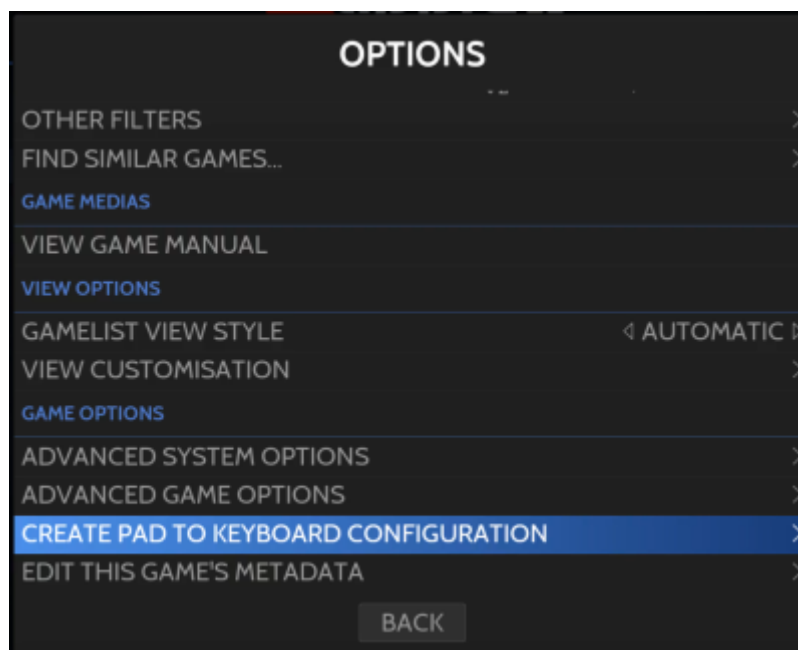 OPTIONS
OTHER FILTERS
FIND SIMILAR GAMES...
GAME MEDIAS
VIEW GAME MANUAL
VIEW OPTIONS
GAMELIST VIEW STYLE AUTOMATIC
VIEW CUSTOMISATION
GAME OPTIONS
ADVANCED SYSTEM OPTIONS
ADVANCED GAME OPTIONS
CREATE PAD TO KEYBOARD CONFIGURATION
EDIT THIS GAME'S METADATA
BACK